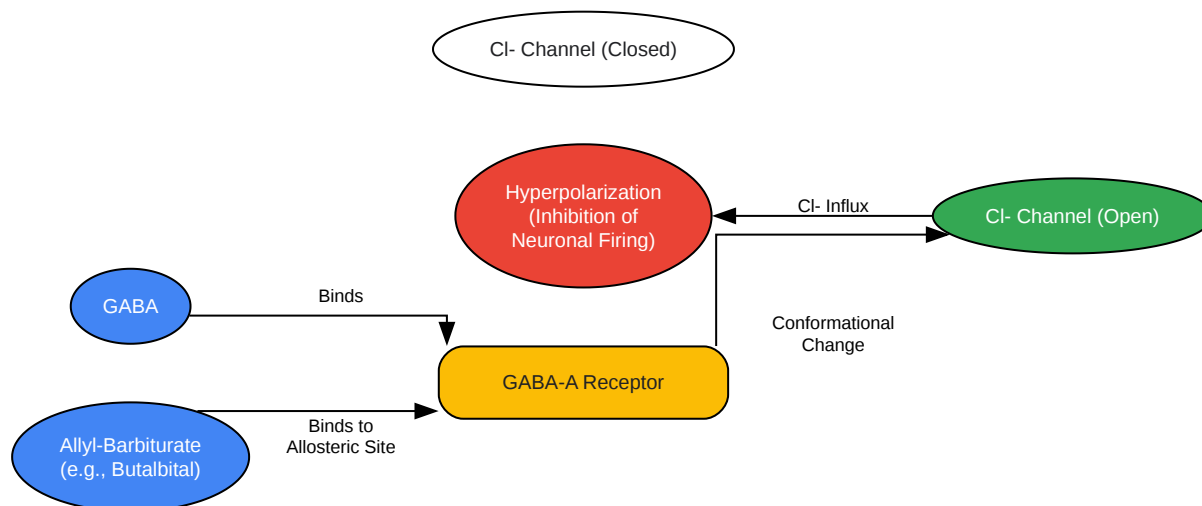 Cl- Channel (Closed)
Hyperpolarization
(Inhibition of
Neuronal Firing)
Cl- Influx
Cl- Channel (Open)
GABA
Binds
Conformational
Change
GABA-A Receptor
Allyl-Barbiturate
(e.g., Butalbital)
Binds to
Allosteric Site